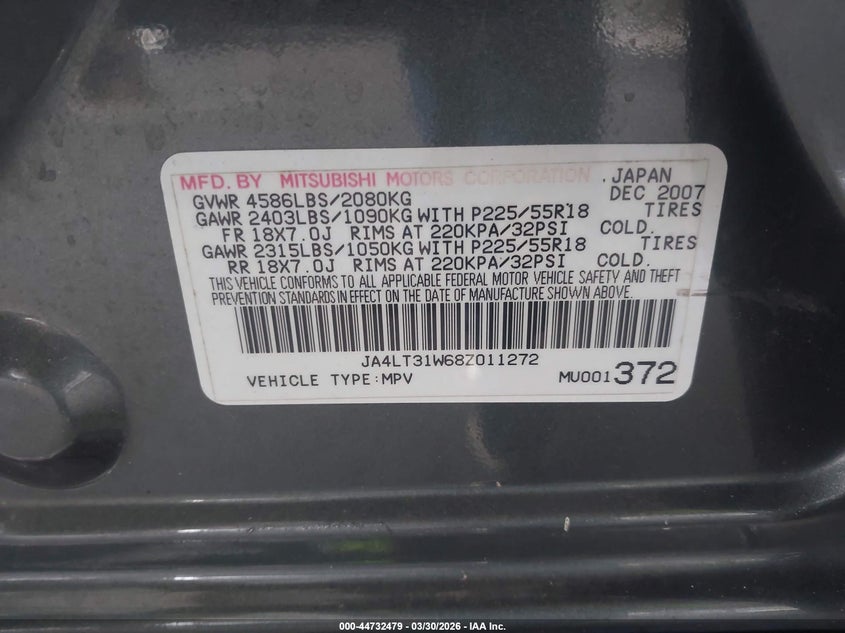 MFD. BY MITSUBISHI MOTORS CORPORATION . JAPAN
GVWR 4586LBS/2080KG DEC 2007
GAWR 2403LBS/1090KG WITH P225/55R18 TIRES
FR 18X7.0J RIMS AT 220KPA/32PSI COLD.
GAWR 2315LBS/1050KG WITH P225/55R18 TIRES
RR 18X7.0J RIMS AT 220KPA/32PSI COLD.
THIS VEHICLE CONFORMS TO ALL APPLICABLE FEDERAL MOTOR VEHICLE SAFETY AND THEFT
PREVENTION STANDARDS IN EFFECT ON THE DATE OF MANUFACTURE SHOWN ABOVE.
JA4LT31W68Z011272
VEHICLE TYPE:MPV MU001372
000-44732479 - 03/30/2026 - IAA Inc.